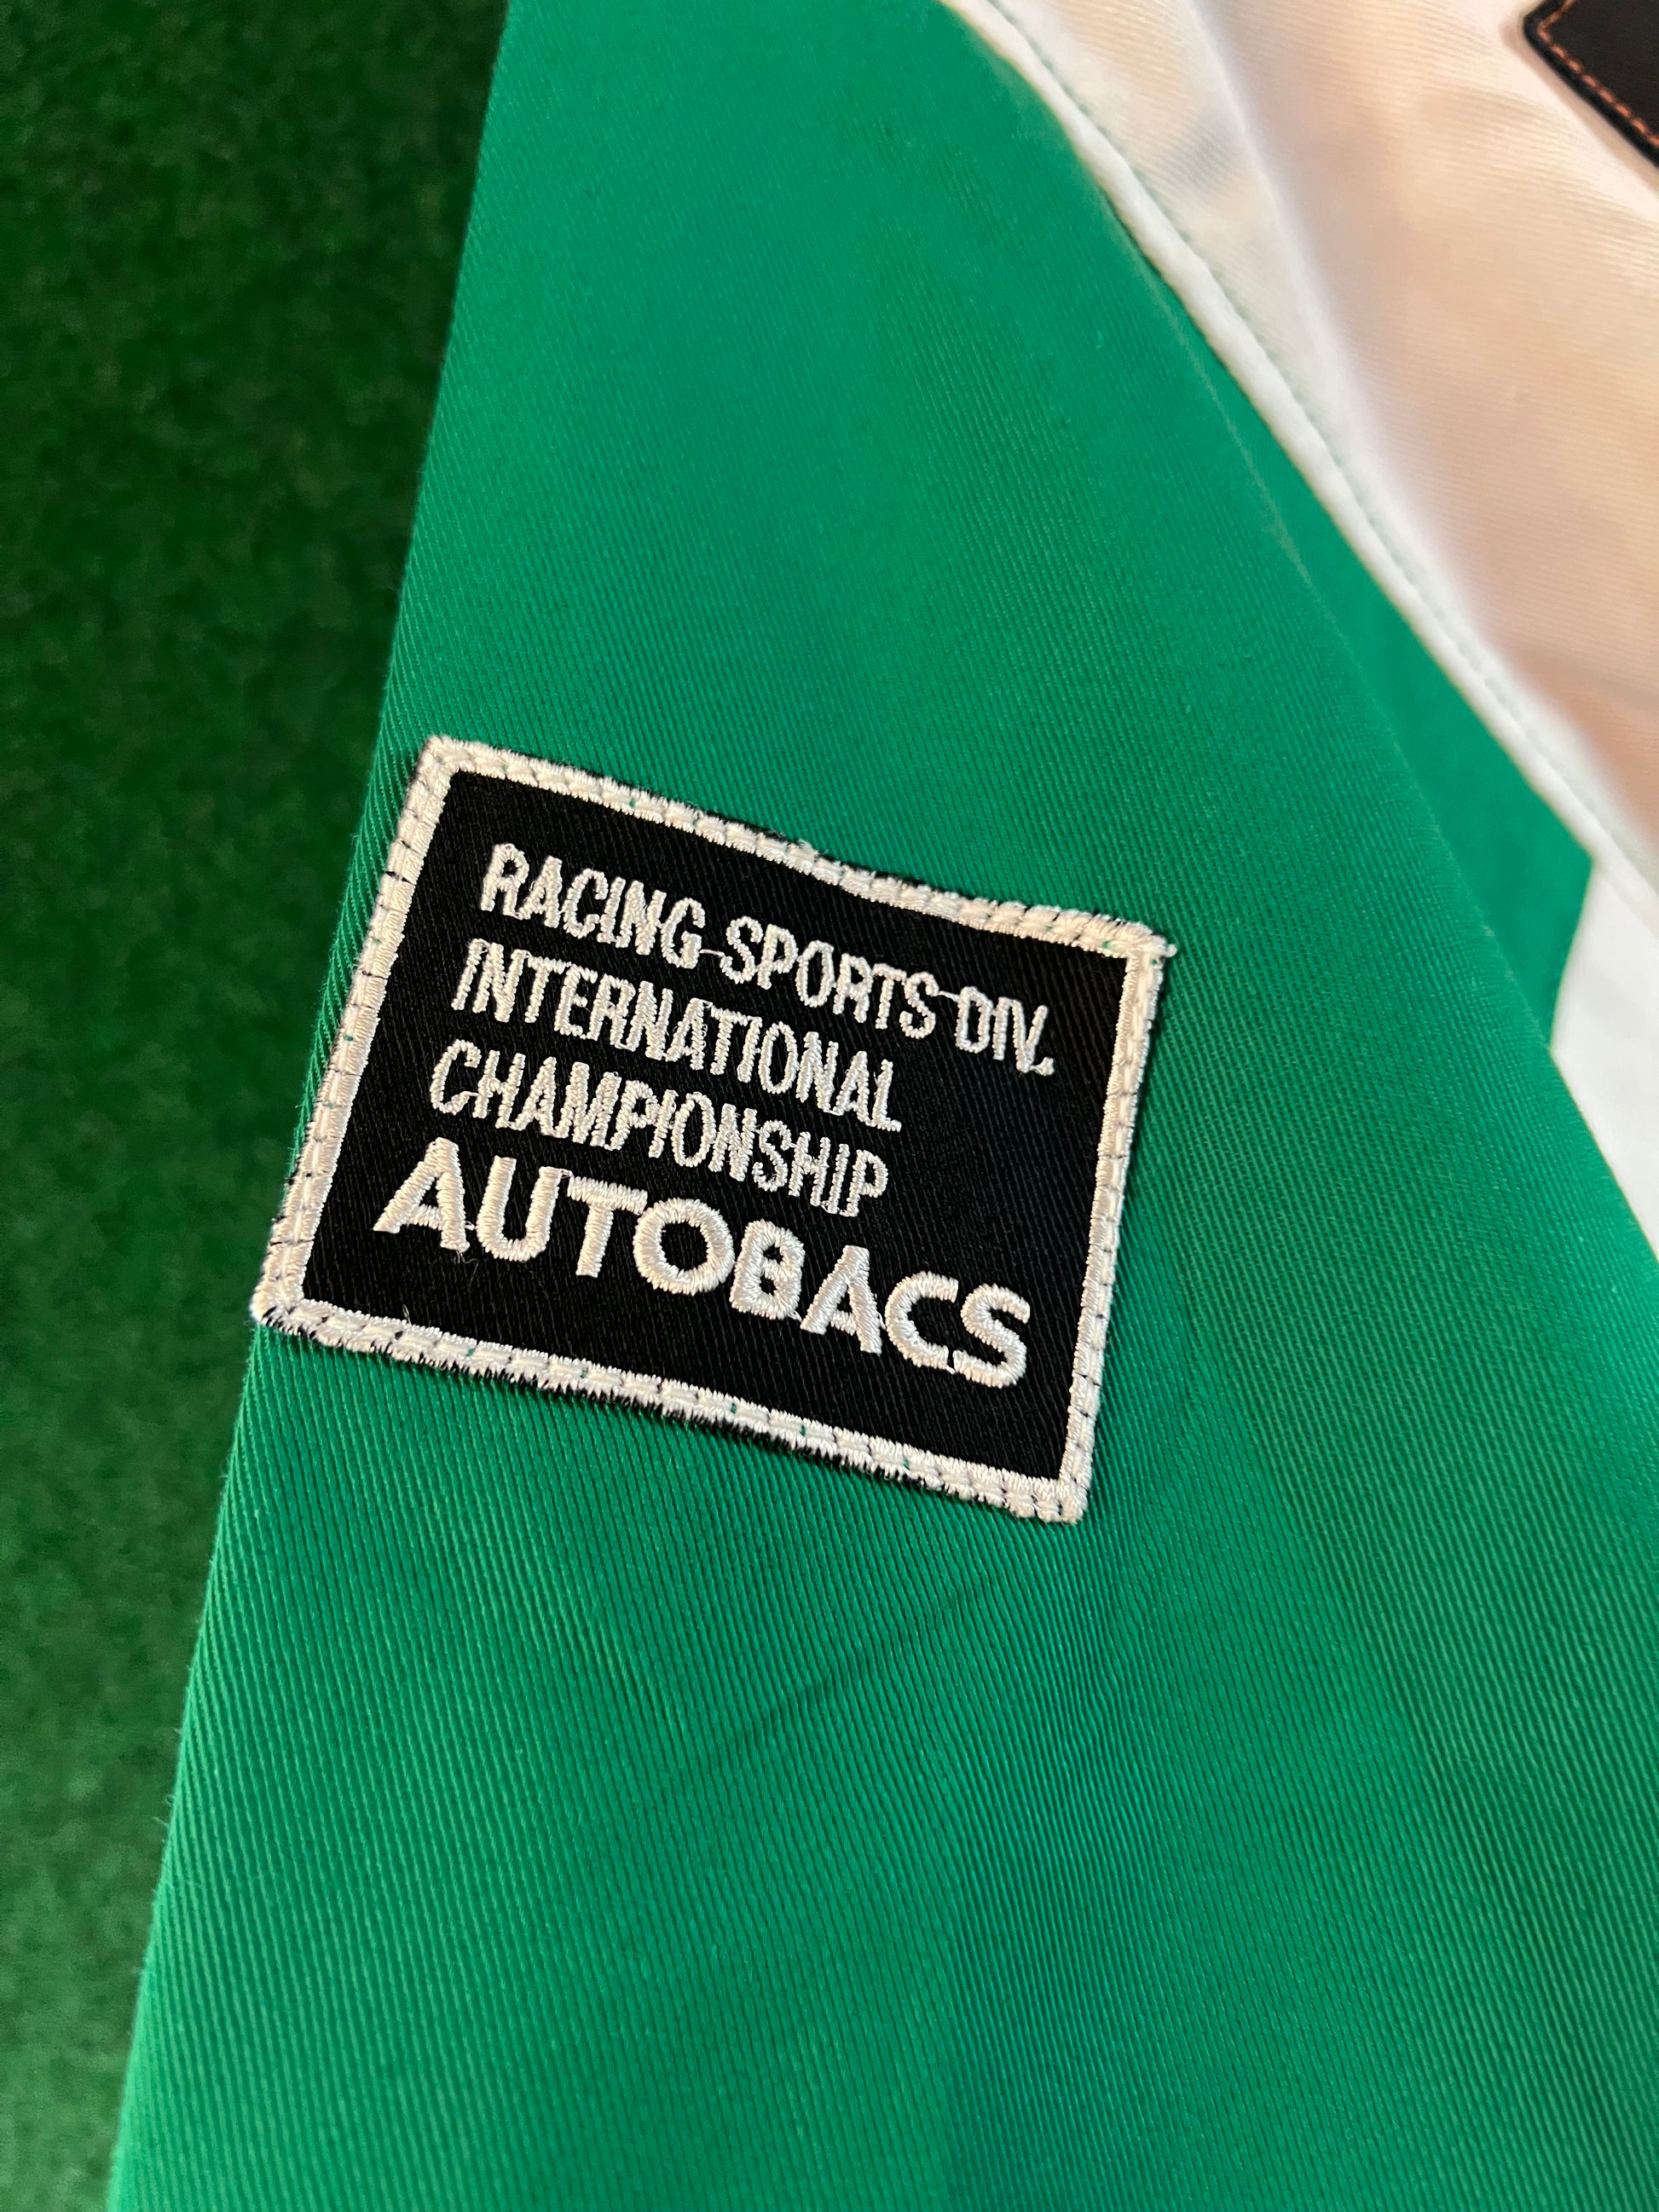 RACING-SPORTS DIV.
INTERNATIONAL
CHAMPIONSHIP
AUTOBACS